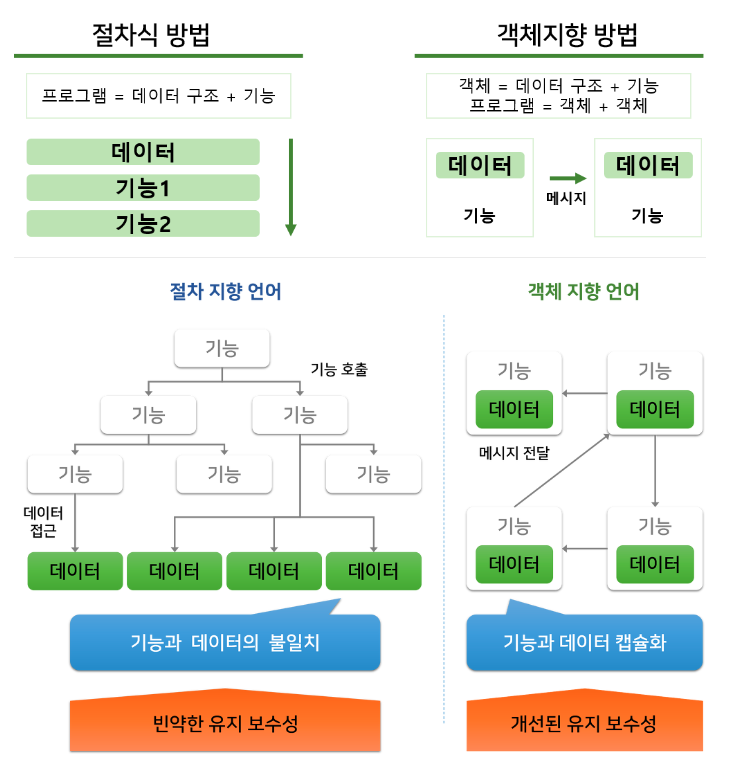 절차식 방법
객체지향 방법
프로그램 = 데이터 구조 + 기능
객체 = 데이터 구조 + 기능
프로그램 = 객체 + 객체
데이터
기능1
기능2
데이터
기능
메시지
데이터
기능
절차 지향 언어
기능
기능 호출
기능
기능
기능
기능
기능
데이터
접근
데이터
데이터
데이터
데이터
기능과 데이터의 불일치
빈약한 유지 보수성
객체 지향 언어
기능
데이터
기능
데이터
메시지 전달
기능
데이터
기능
데이터
기능과 데이터 캡슐화
개선된 유지 보수성